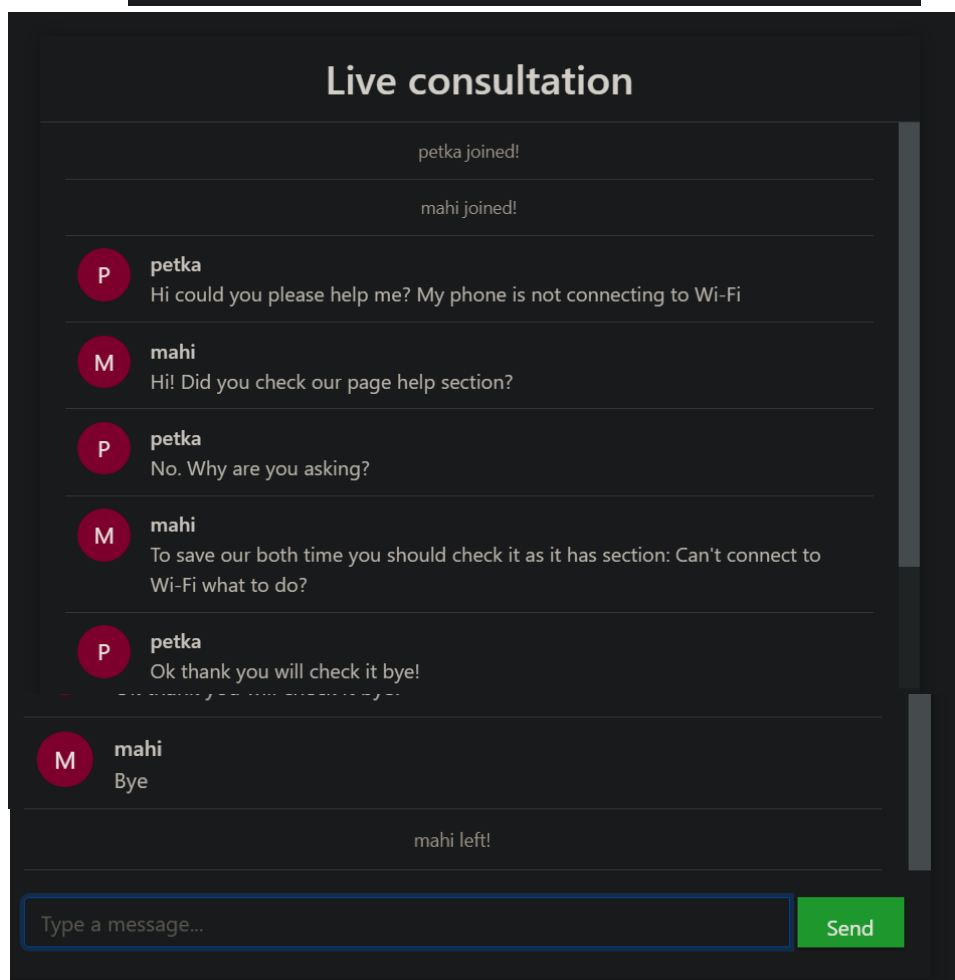 Live consultation
petka joined!
mahi joined!
P
petka
Hi could you please help me? My phone is not connecting to Wi-Fi
M
mahi
Hi! Did you check our page help section?
P
petka
No. Why are you asking?
M
mahi
To save our both time you should check it as it has section: Can't connect to
Wi-Fi what to do?
P
petka
Ok thank you will check it bye!
M
mahi
Bye
mahi left!
Type a message...
Send